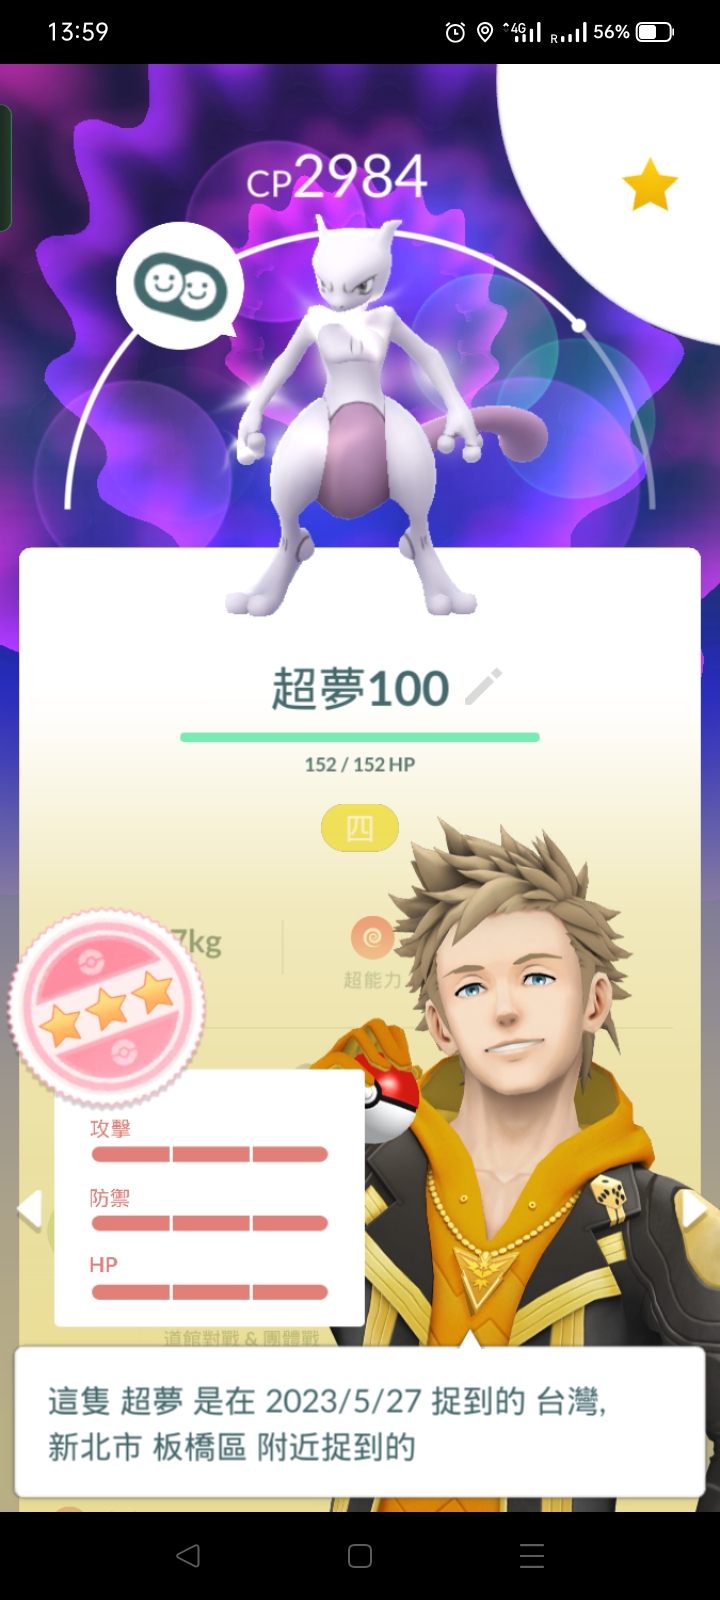 13:59
4G
R
56%
CP2984
超夢100
152 / 152 HP
四
7kg
超能力
攻擊
防禦
HP
道館對戰 & 團體戰
這隻 超夢 是在 2023/5/27 捉到的 台灣,
新北市 板橋區 附近捉到的